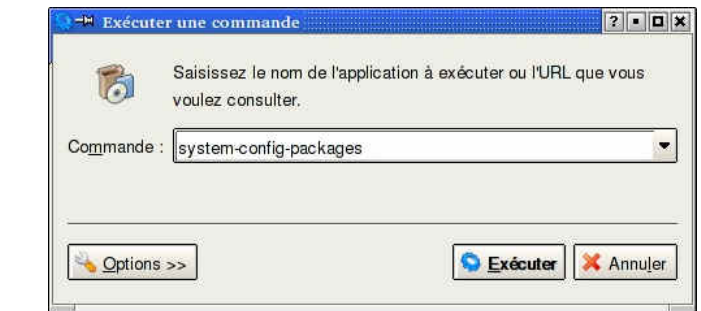 Exécuter une commande
Saisissez le nom de l'application à exécuter ou l'URL que vous
voulez consulter.
Commande : system-config-packages
Options >> Exécuter Annuler